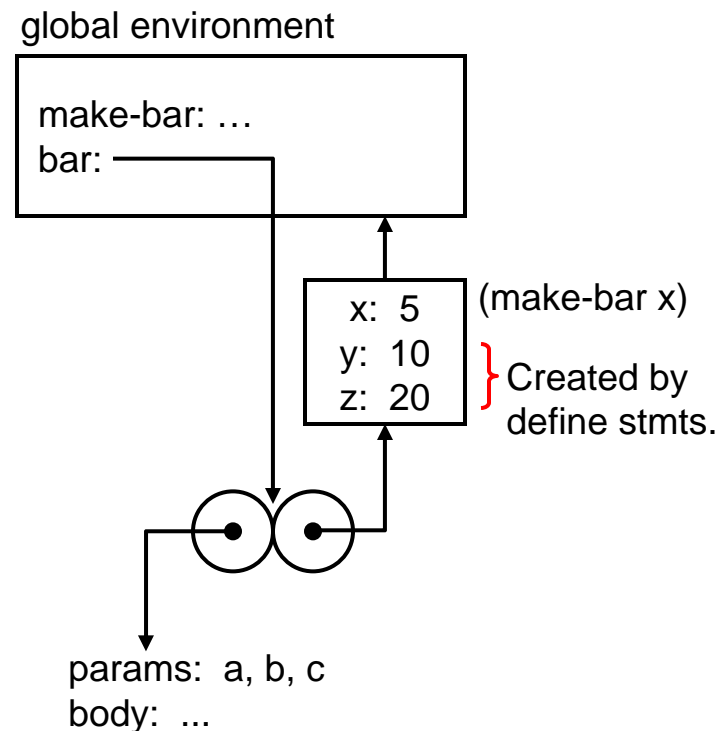 global environment
make-bar: …
bar:
x: 5
y: 10
z: 20
(make-bar x)
Created by
define stmts.
params: a, b, c
body: ...